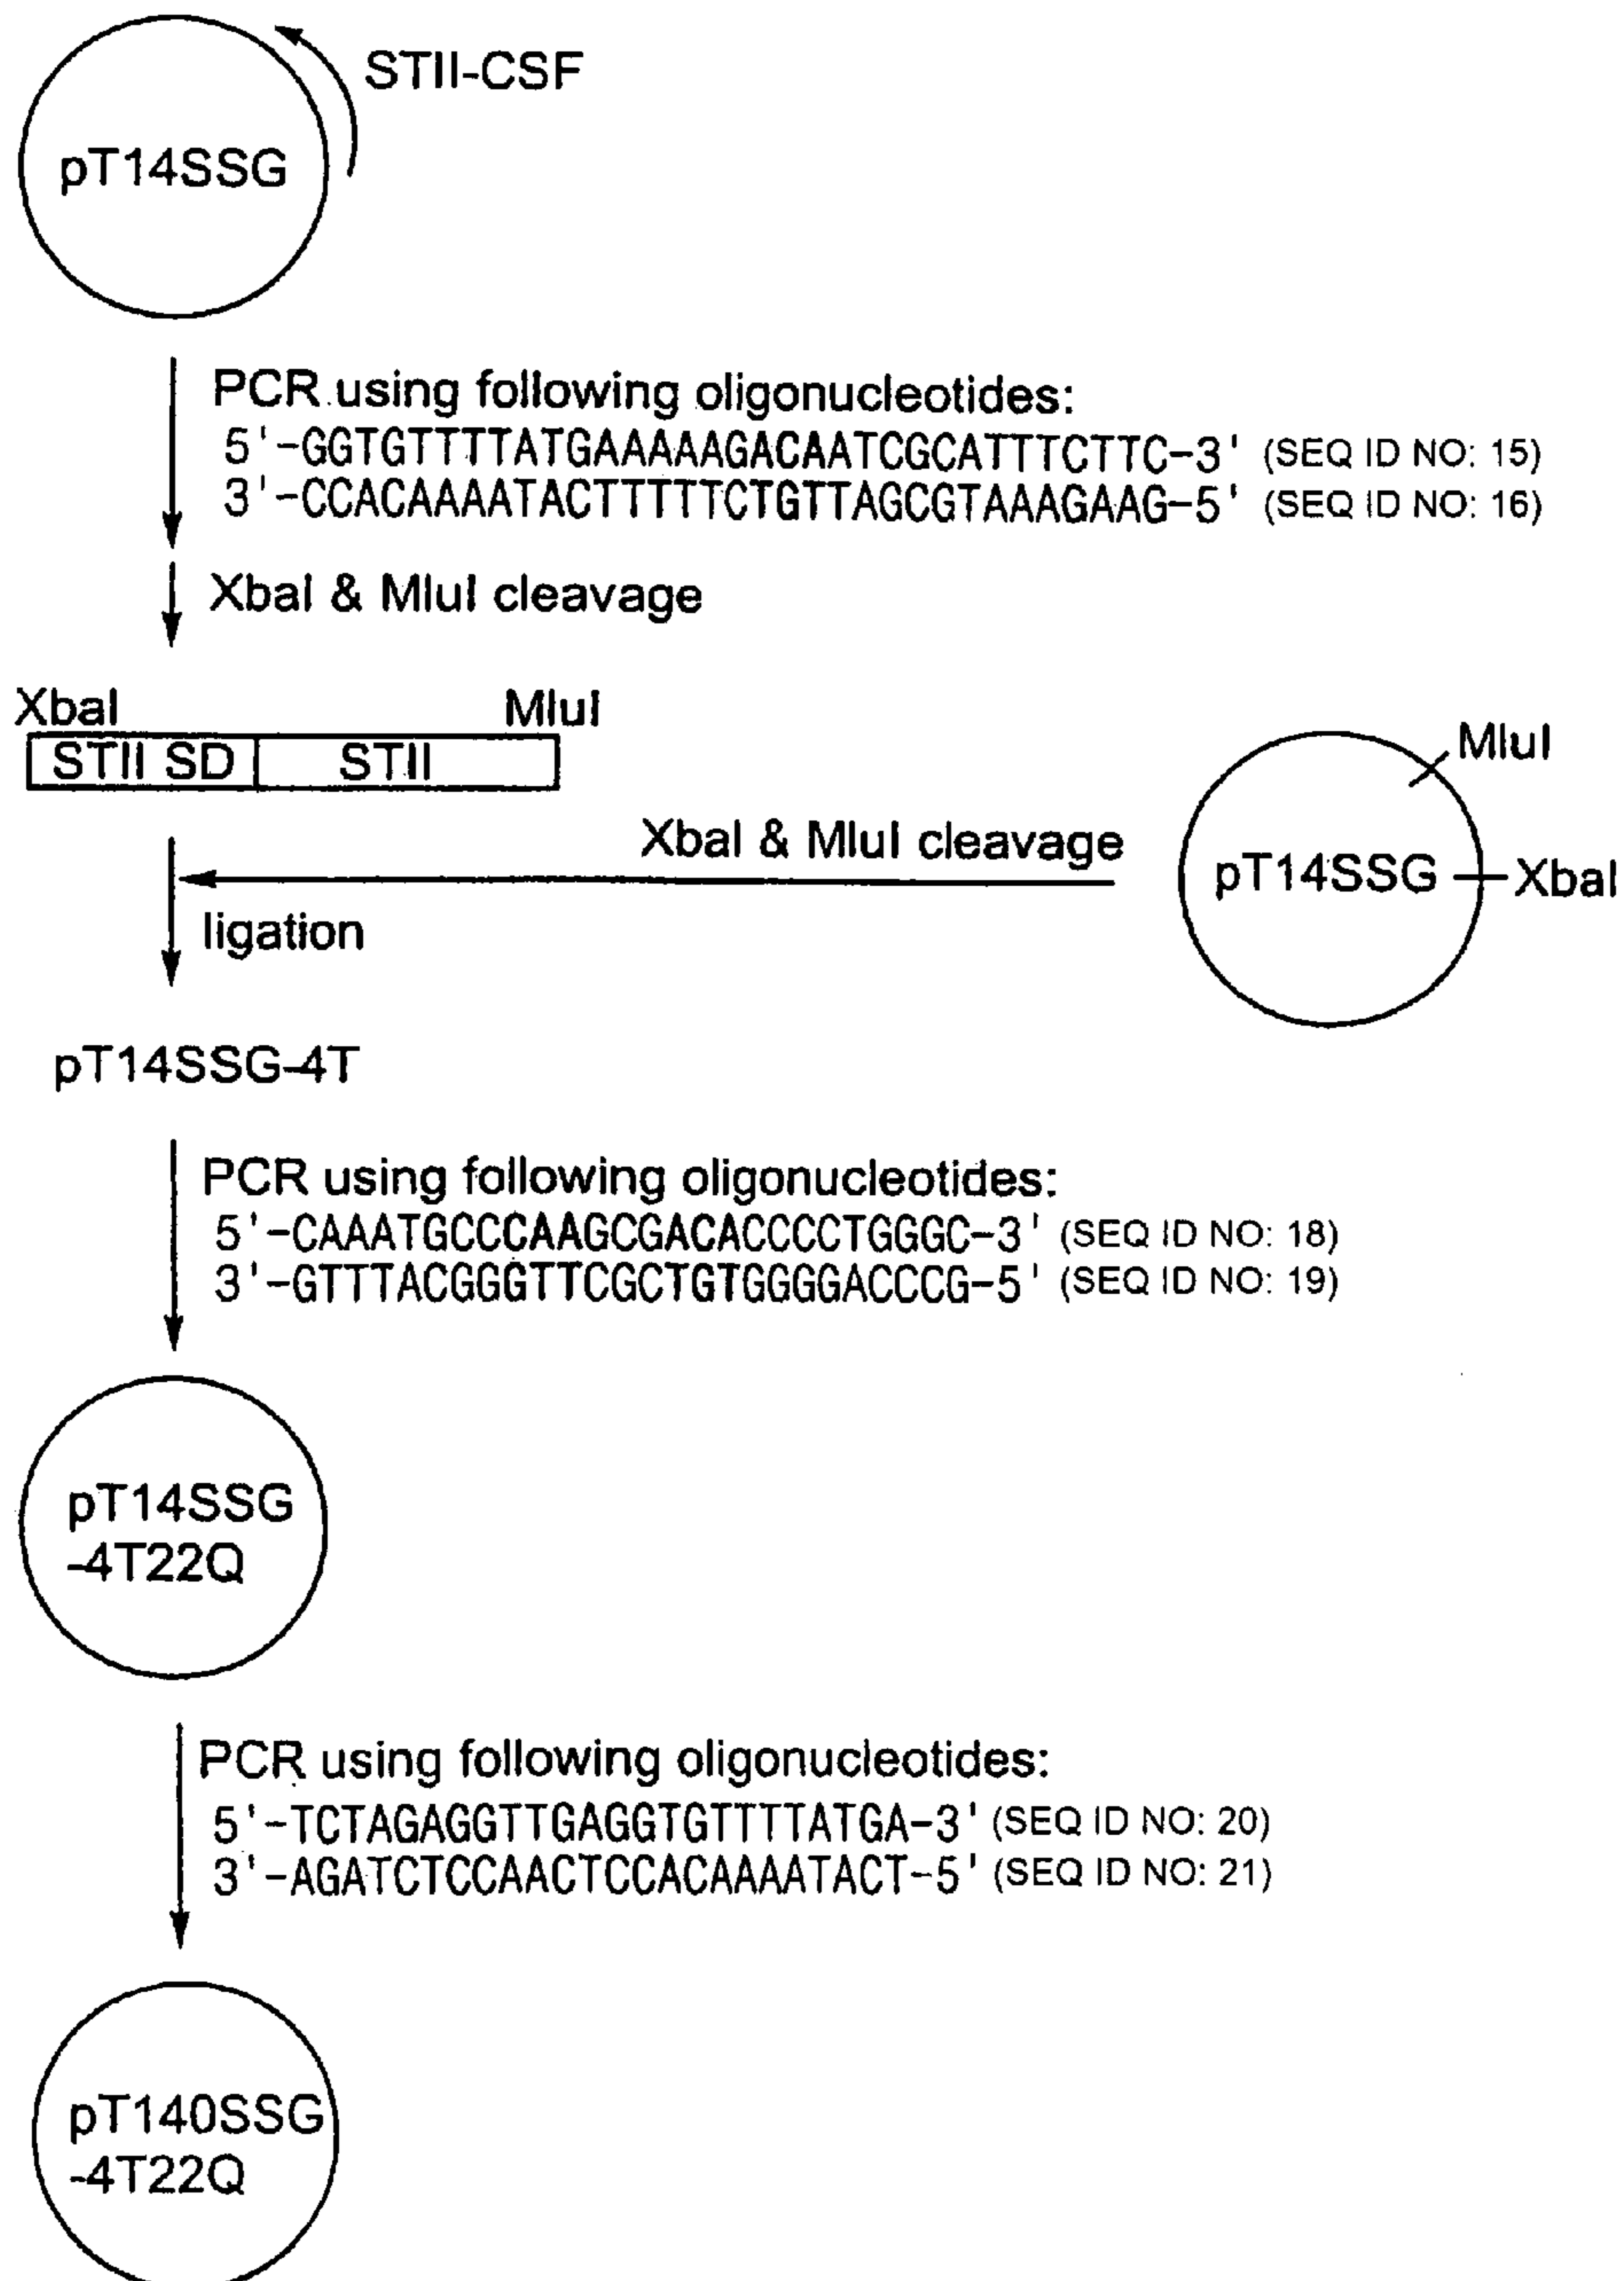 STII-CSF
pT14SSG
PCR using following oligonucleotides:
5'-GGTGTTTTATGAAAAAGACAATCGCATTTCTTC-3' (SEQ ID NO: 15)
3'-CCACAAAATACTTTTTCTGTTAGCGTAAAGAAG-5' (SEQ ID NO: 16)
XbaI & MluI cleavage
XbaI MluI
STII SD STII
MluI
XbaI & MluI cleavage
pT14SSG XbaI
ligation
pT14SSG-4T
PCR using following oligonucleotides:
5'-CAAATGCCCAAGCGACACCCCTGGGC-3' (SEQ ID NO: 18)
3'-GTTTACGGGTTCGCTGTGGGGACCCG-5' (SEQ ID NO: 19)
pT14SSG
-4T22Q
PCR using following oligonucleotides:
5'-TCTAGAGGTTGAGGTGTTTTATGA-3' (SEQ ID NO: 20)
3'-AGATCTCCAACTCCACAAAATACT-5' (SEQ ID NO: 21)
pT140SSG
-4T22Q